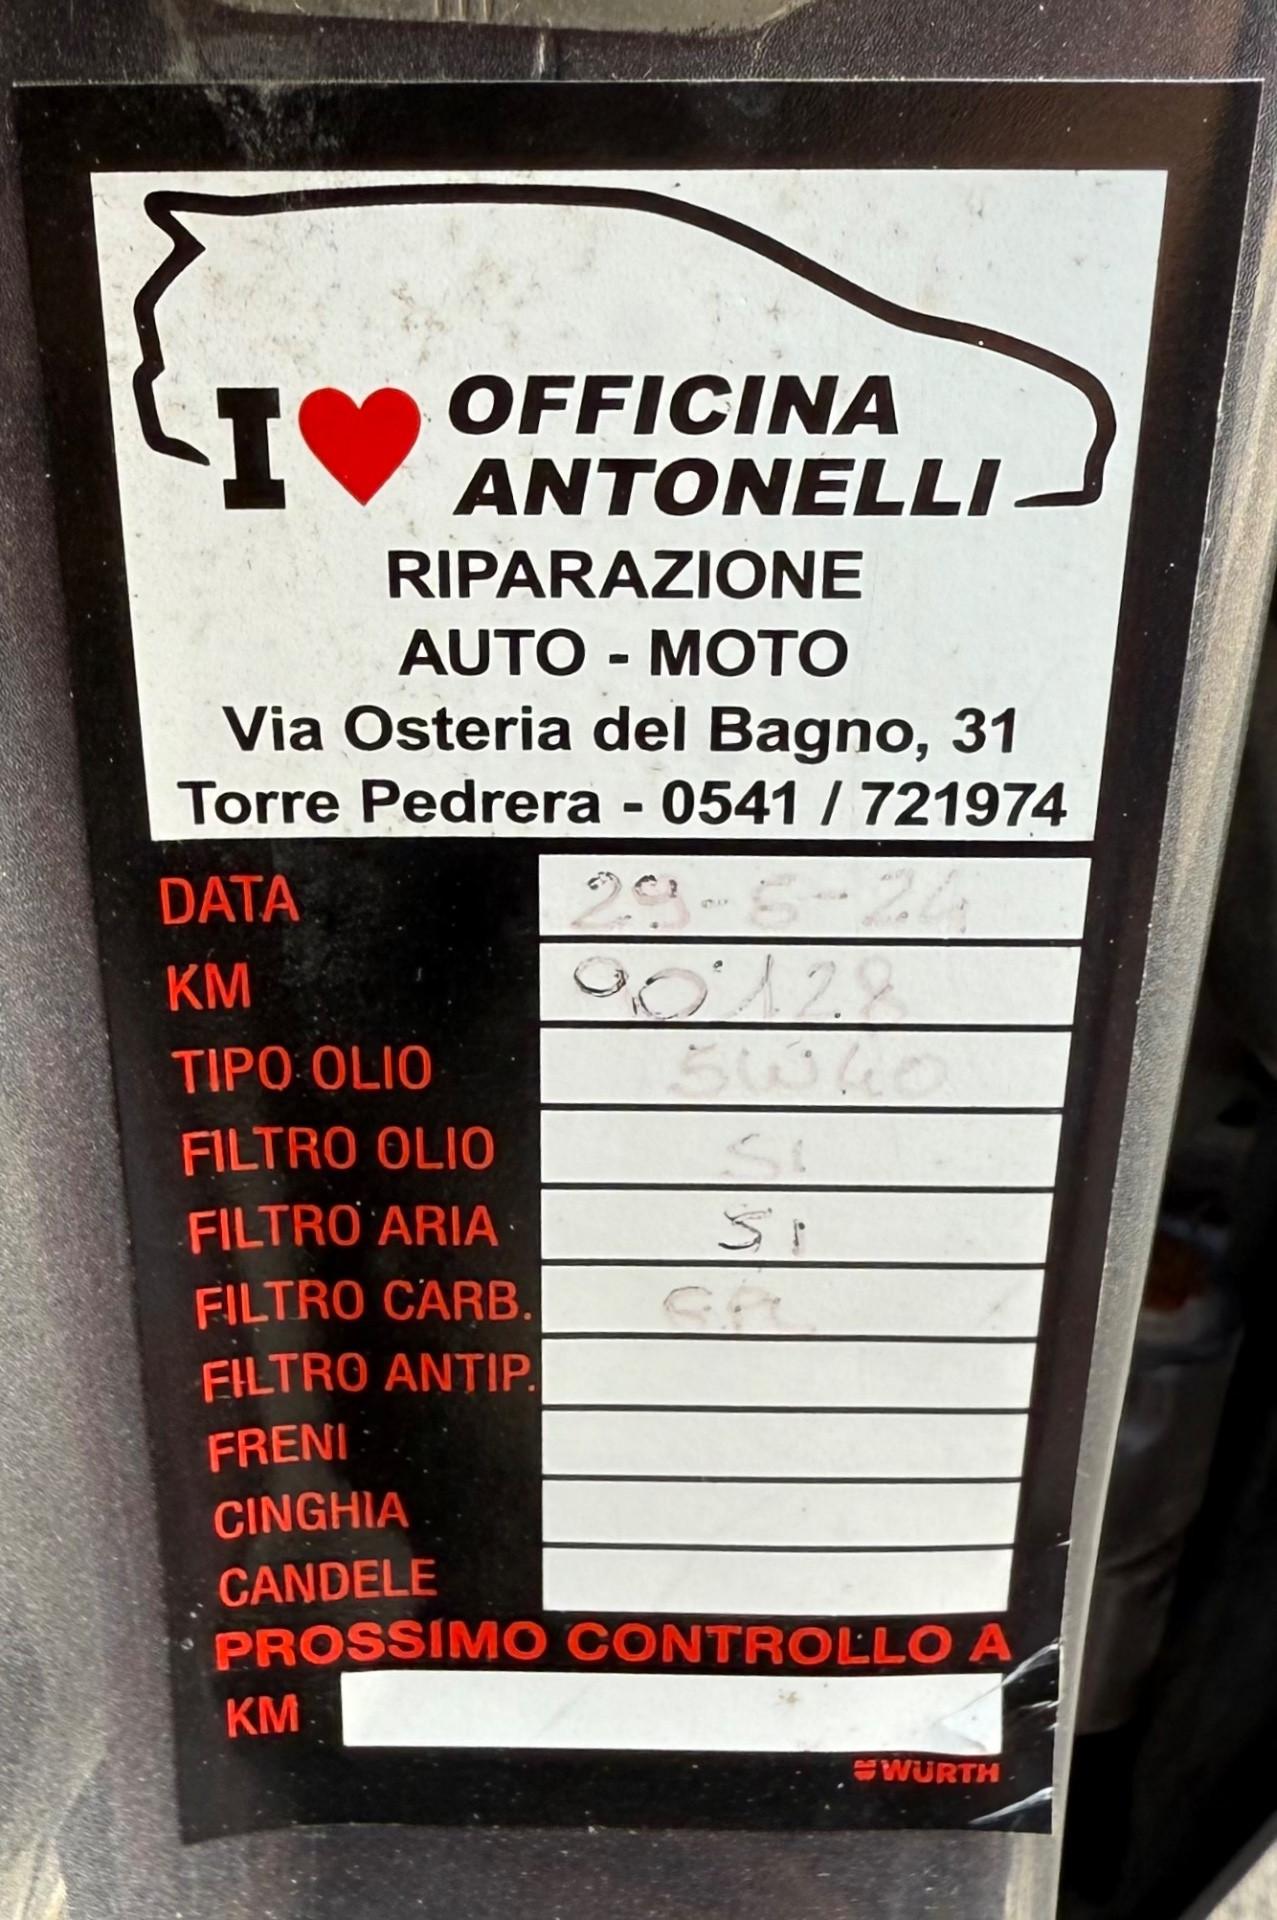 I ❤ OFFICINA
ANTONELLI
RIPARAZIONE
AUTO - MOTO
Via Osteria del Bagno, 31
Torre Pedrera - 0541 / 721974
DATA 29-5-24
KM 90'128
TIPO OLIO 5W40
FILTRO OLIO SI
FILTRO ARIA SI
FILTRO CARB.
FILTRO ANTIP.
FRENI
CINGHIA
CANDELE
PROSSIMO CONTROLLO A
KM
WÜRTH